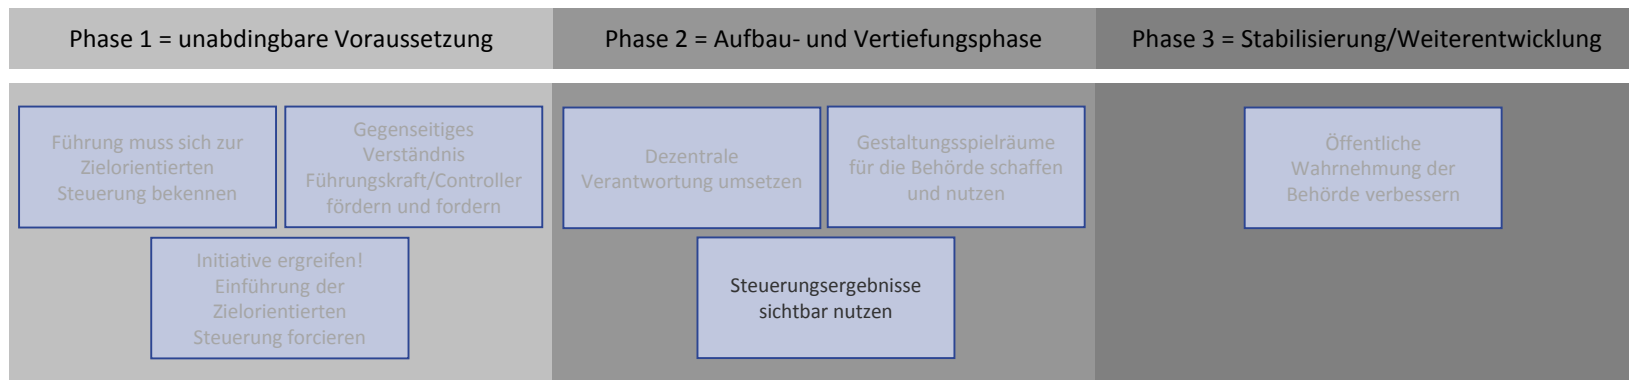 Phase 1 = unabdingbare Voraussetzung
Phase 2 = Aufbau- und Vertiefungsphase
Phase 3 = Stabilisierung/Weiterentwicklung
Führung muss sich zur
Zielorientierten
Steuerung bekennen
Gegenseitiges
Verständnis
Führungskraft/Controller
fördern und fordern
Initiative ergreifen!
Einführung der
Zielorientierten
Steuerung forcieren
Dezentrale
Verantwortung umsetzen
Gestaltungsspielräume
für die Behörde schaffen
und nutzen
Steuerungsergebnisse
sichtbar nutzen
Öffentliche
Wahrnehmung der
Behörde verbessern